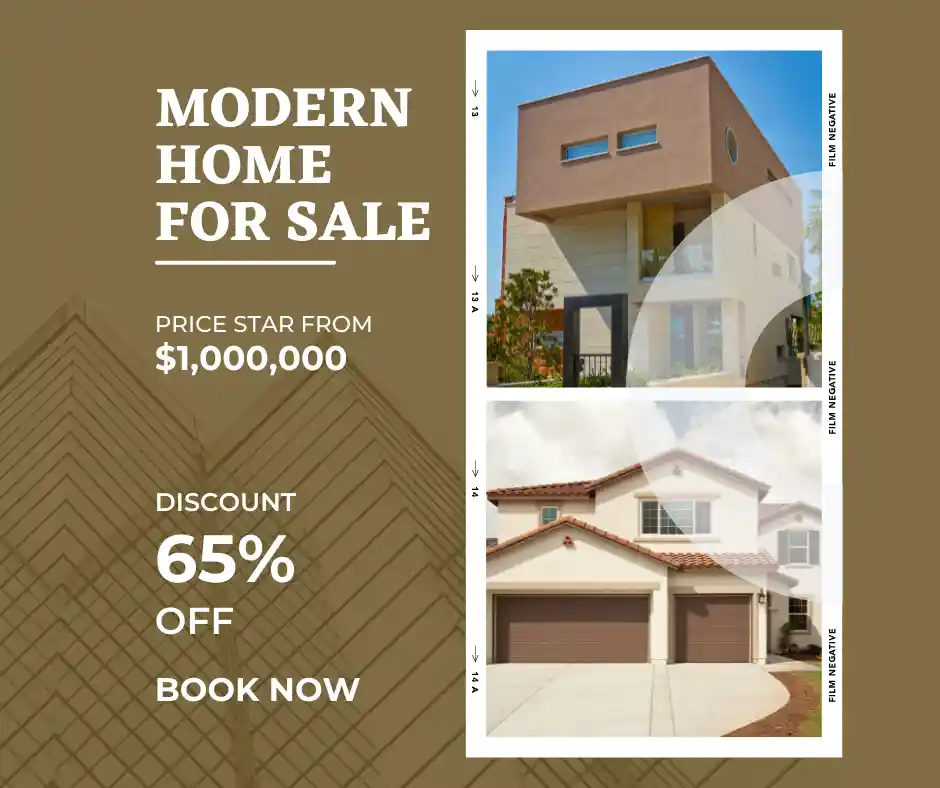 MODERN
HOME
FOR SALE
PRICE STAR FROM
$1,000,000
DISCOUNT
65%
OFF
BOOK NOW
→ 13
→ 13 A
→ 14
→ 14 A
FILM NEGATIVE
FILM NEGATIVE
FILM NEGATIVE